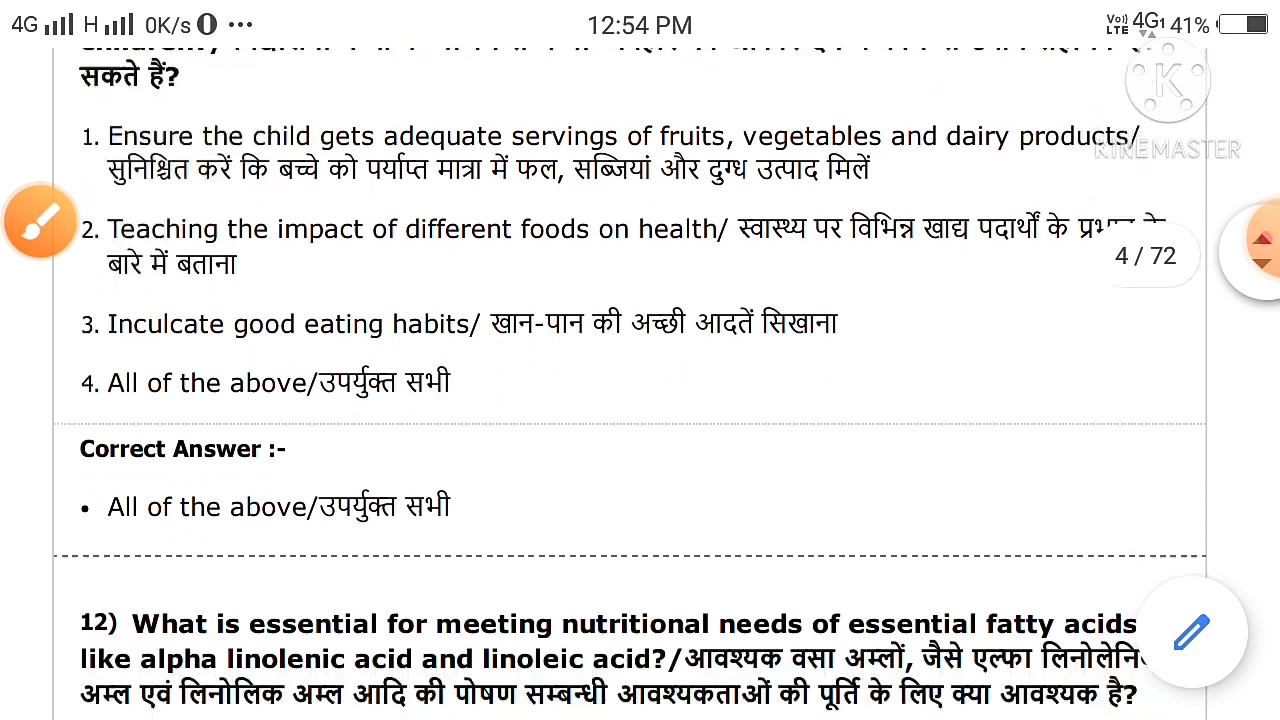 4G H 0K/s ••• 12:54 PM Vo) LTE 4G1 41%
सकते हैं?
K
KINEMASTER
1. Ensure the child gets adequate servings of fruits, vegetables and dairy products/
सुनिश्चित करें कि बच्चे को पर्याप्त मात्रा में फल, सब्जियां और दुग्ध उत्पाद मिलें
2. Teaching the impact of different foods on health/ स्वास्थ्य पर विभिन्न खाद्य पदार्थों के
बारे में बताना
4 / 72
3. Inculcate good eating habits/ खान-पान की अच्छी आदतें सिखाना
4. All of the above/उपर्युक्त सभी
Correct Answer :-
• All of the above/उपर्युक्त सभी
12) What is essential for meeting nutritional needs of essential fatty acids
like alpha linolenic acid and linoleic acid?/आवश्यक वसा अम्लों, जैसे एल्फा
अम्ल एवं लिनोलिक अम्ल आदि की पोषण सम्बन्धी आवश्यकताओं की पूर्ति के लिए क्या आवश्यक है?